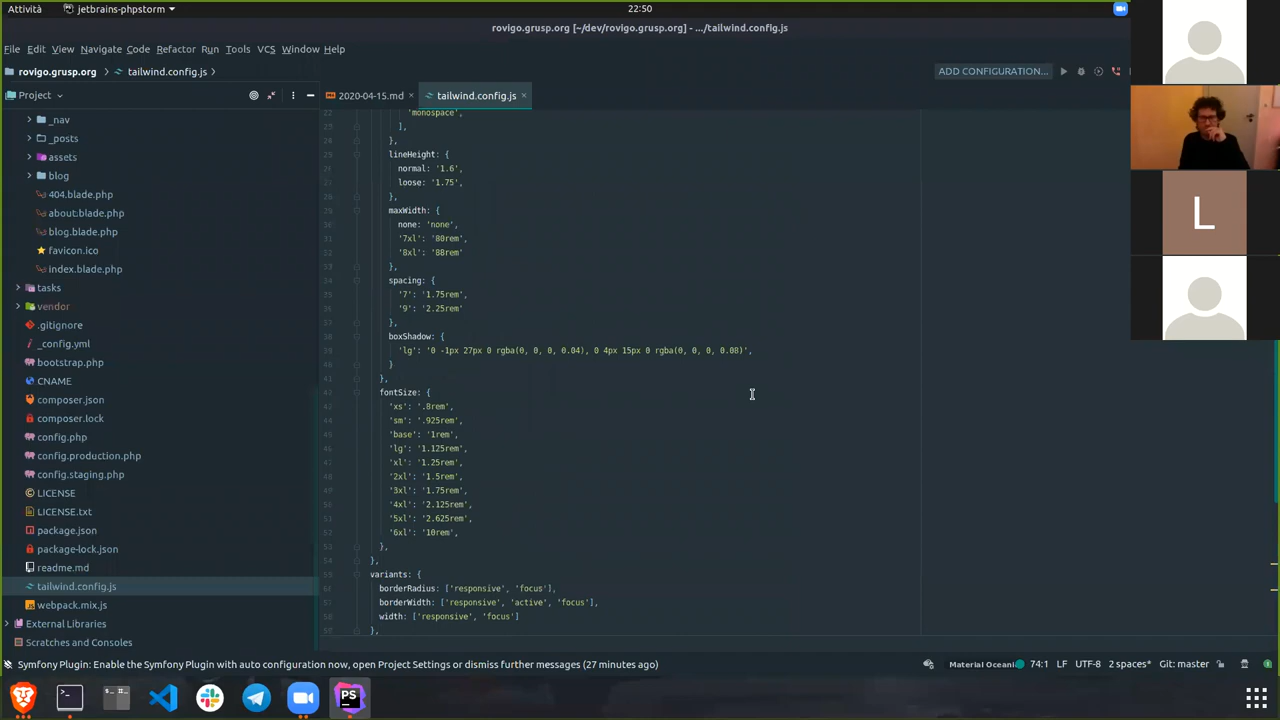 Attività
jetbrains-phpstorm
22:50
rovigo.grusp.org [~/dev/rovigo.grusp.org] - .../tailwind.config.js
File Edit View Navigate Code Refactor Run Tools VCS Window Help
rovigo.grusp.org tailwind.config.js
ADD CONFIGURATION...
Project
2020-04-15.md
tailwind.config.js
_nav
_posts
assets
blog
404.blade.php
about.blade.php
blog.blade.php
favicon.ico
index.blade.php
tasks
vendor
.gitignore
_config.yml
bootstrap.php
CNAME
composer.json
composer.lock
config.php
config.production.php
config.staging.php
LICENSE
LICENSE.txt
package.json
package-lock.json
readme.md
tailwind.config.js
webpack.mix.js
External Libraries
Scratches and Consoles
'monospace',
],
},
lineHeight: {
normal: '1.6',
loose: '1.75',
},
maxWidth: {
none: 'none',
'7xl': '80rem',
'8xl': '88rem'
},
spacing: {
'7': '1.75rem',
'9': '2.25rem'
},
boxShadow: {
'lg': '0 -1px 27px 0 rgba(0, 0, 0, 0.04), 0 4px 15px 0 rgba(0, 0, 0, 0.08)',
}
},
fontSize: {
'xs': '.8rem',
'sm': '.925rem',
'base': '1rem',
'lg': '1.125rem',
'xl': '1.25rem',
'2xl': '1.5rem',
'3xl': '1.75rem',
'4xl': '2.125rem',
'5xl': '2.625rem',
'6xl': '10rem',
},
},
variants: {
borderRadius: ['responsive', 'focus'],
borderWidth: ['responsive', 'active', 'focus'],
width: ['responsive', 'focus']
},
L
Symfony Plugin: Enable the Symfony Plugin with auto configuration now, open Project Settings or dismiss further messages (27 minutes ago)
Material Oceani
74:1 LF UTF-8 2 spaces* Git: master
PS